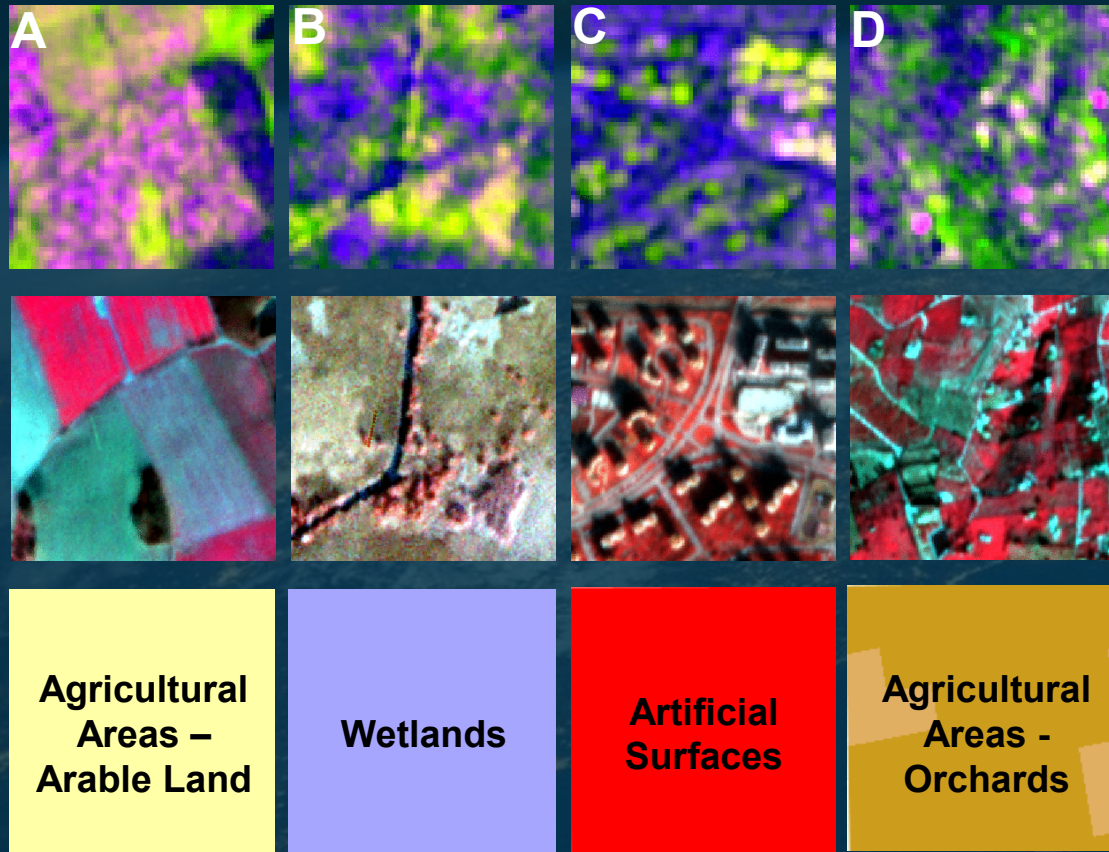 A
B
C
D
Agricultural
Areas –
Arable Land
Wetlands
Artificial
Surfaces
Agricultural
Areas -
Orchards